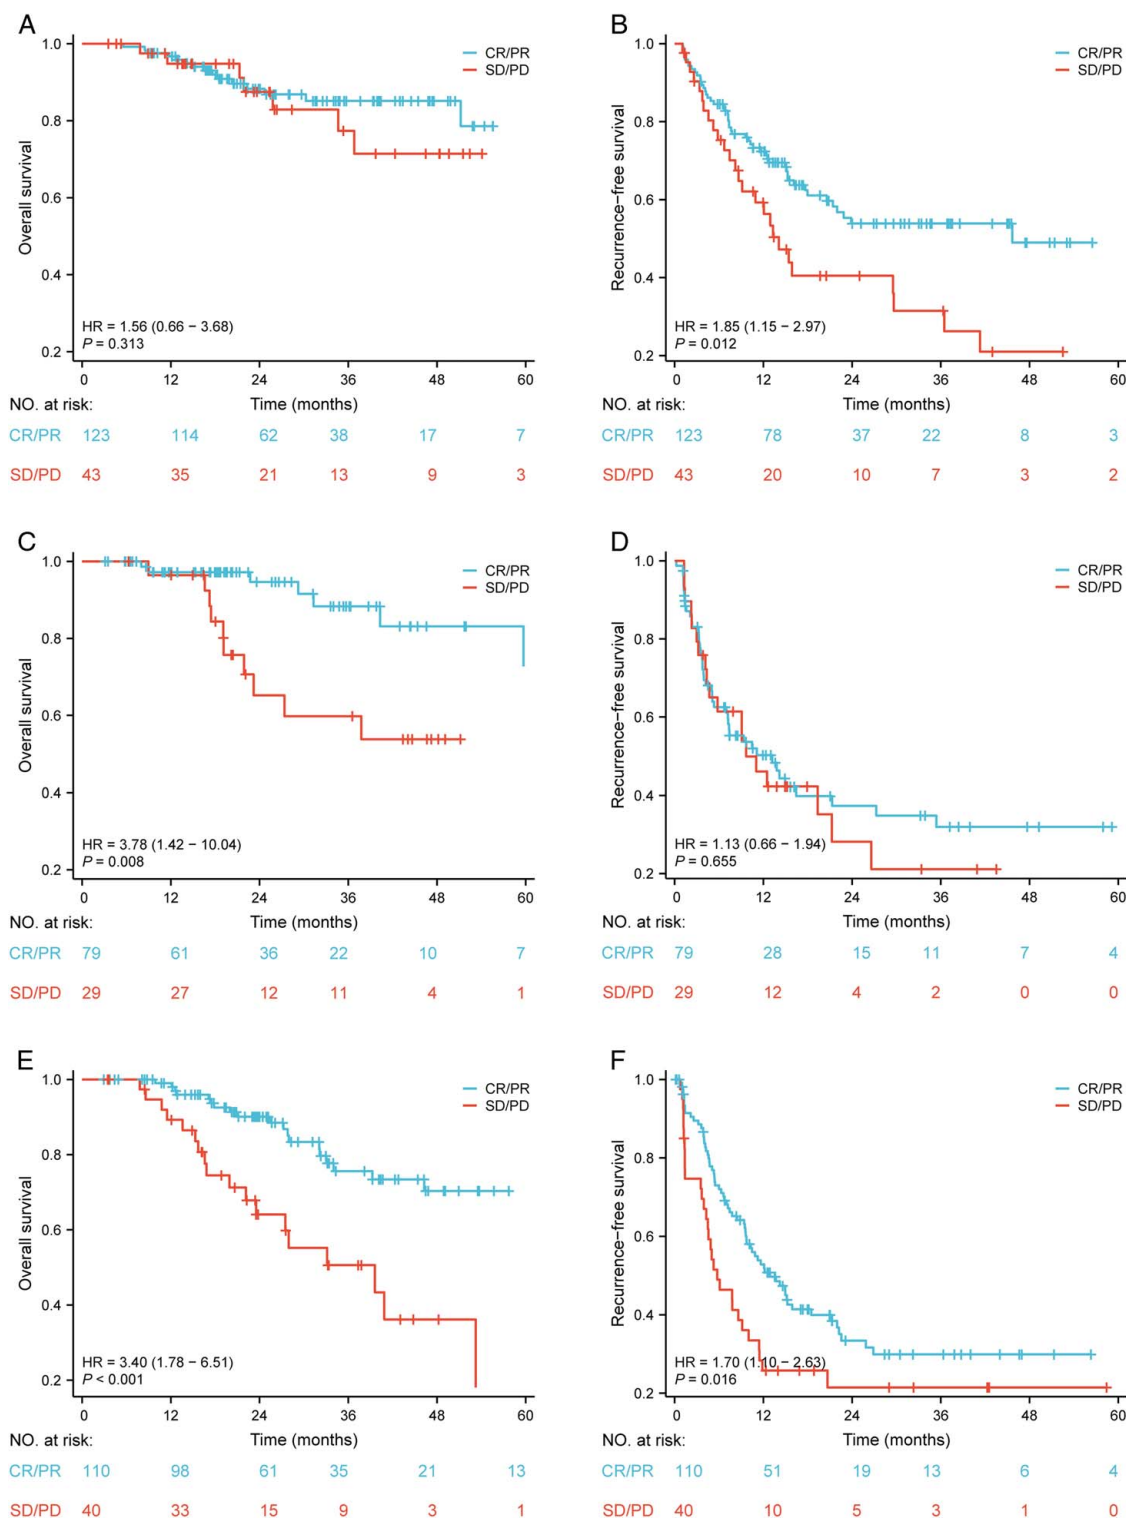 A
1.0
0.8
0.6
0.4
0.2
Overall survival
CR/PR
SD/PD
HR = 1.56 (0.66 − 3.68)
P = 0.313
0 12 24 36 48 60
NO. at risk: Time (months)
CR/PR 123 114 62 38 17 7
SD/PD 43 35 21 13 9 3
B
1.0
0.8
0.6
0.4
0.2
Recurrence−free survival
CR/PR
SD/PD
HR = 1.85 (1.15 − 2.97)
P = 0.012
0 12 24 36 48 60
NO. at risk: Time (months)
CR/PR 123 78 37 22 8 3
SD/PD 43 20 10 7 3 2
C
1.0
0.8
0.6
0.4
0.2
Overall survival
CR/PR
SD/PD
HR = 3.78 (1.42 − 10.04)
P = 0.008
0 12 24 36 48 60
NO. at risk: Time (months)
CR/PR 79 61 36 22 10 7
SD/PD 29 27 12 11 4 1
D
1.0
0.8
0.6
0.4
0.2
Recurrence−free survival
CR/PR
SD/PD
HR = 1.13 (0.66 − 1.94)
P = 0.655
0 12 24 36 48 60
NO. at risk: Time (months)
CR/PR 79 28 15 11 7 4
SD/PD 29 12 4 2 0 0
E
1.0
0.8
0.6
0.4
0.2
Overall survival
CR/PR
SD/PD
HR = 3.40 (1.78 − 6.51)
P < 0.001
0 12 24 36 48 60
NO. at risk: Time (months)
CR/PR 110 98 61 35 21 13
SD/PD 40 33 15 9 3 1
F
1.0
0.8
0.6
0.4
0.2
Recurrence−free survival
CR/PR
SD/PD
HR = 1.70 (1.10 − 2.63)
P = 0.016
0 12 24 36 48 60
NO. at risk: Time (months)
CR/PR 110 51 19 13 6 4
SD/PD 40 10 5 3 1 0